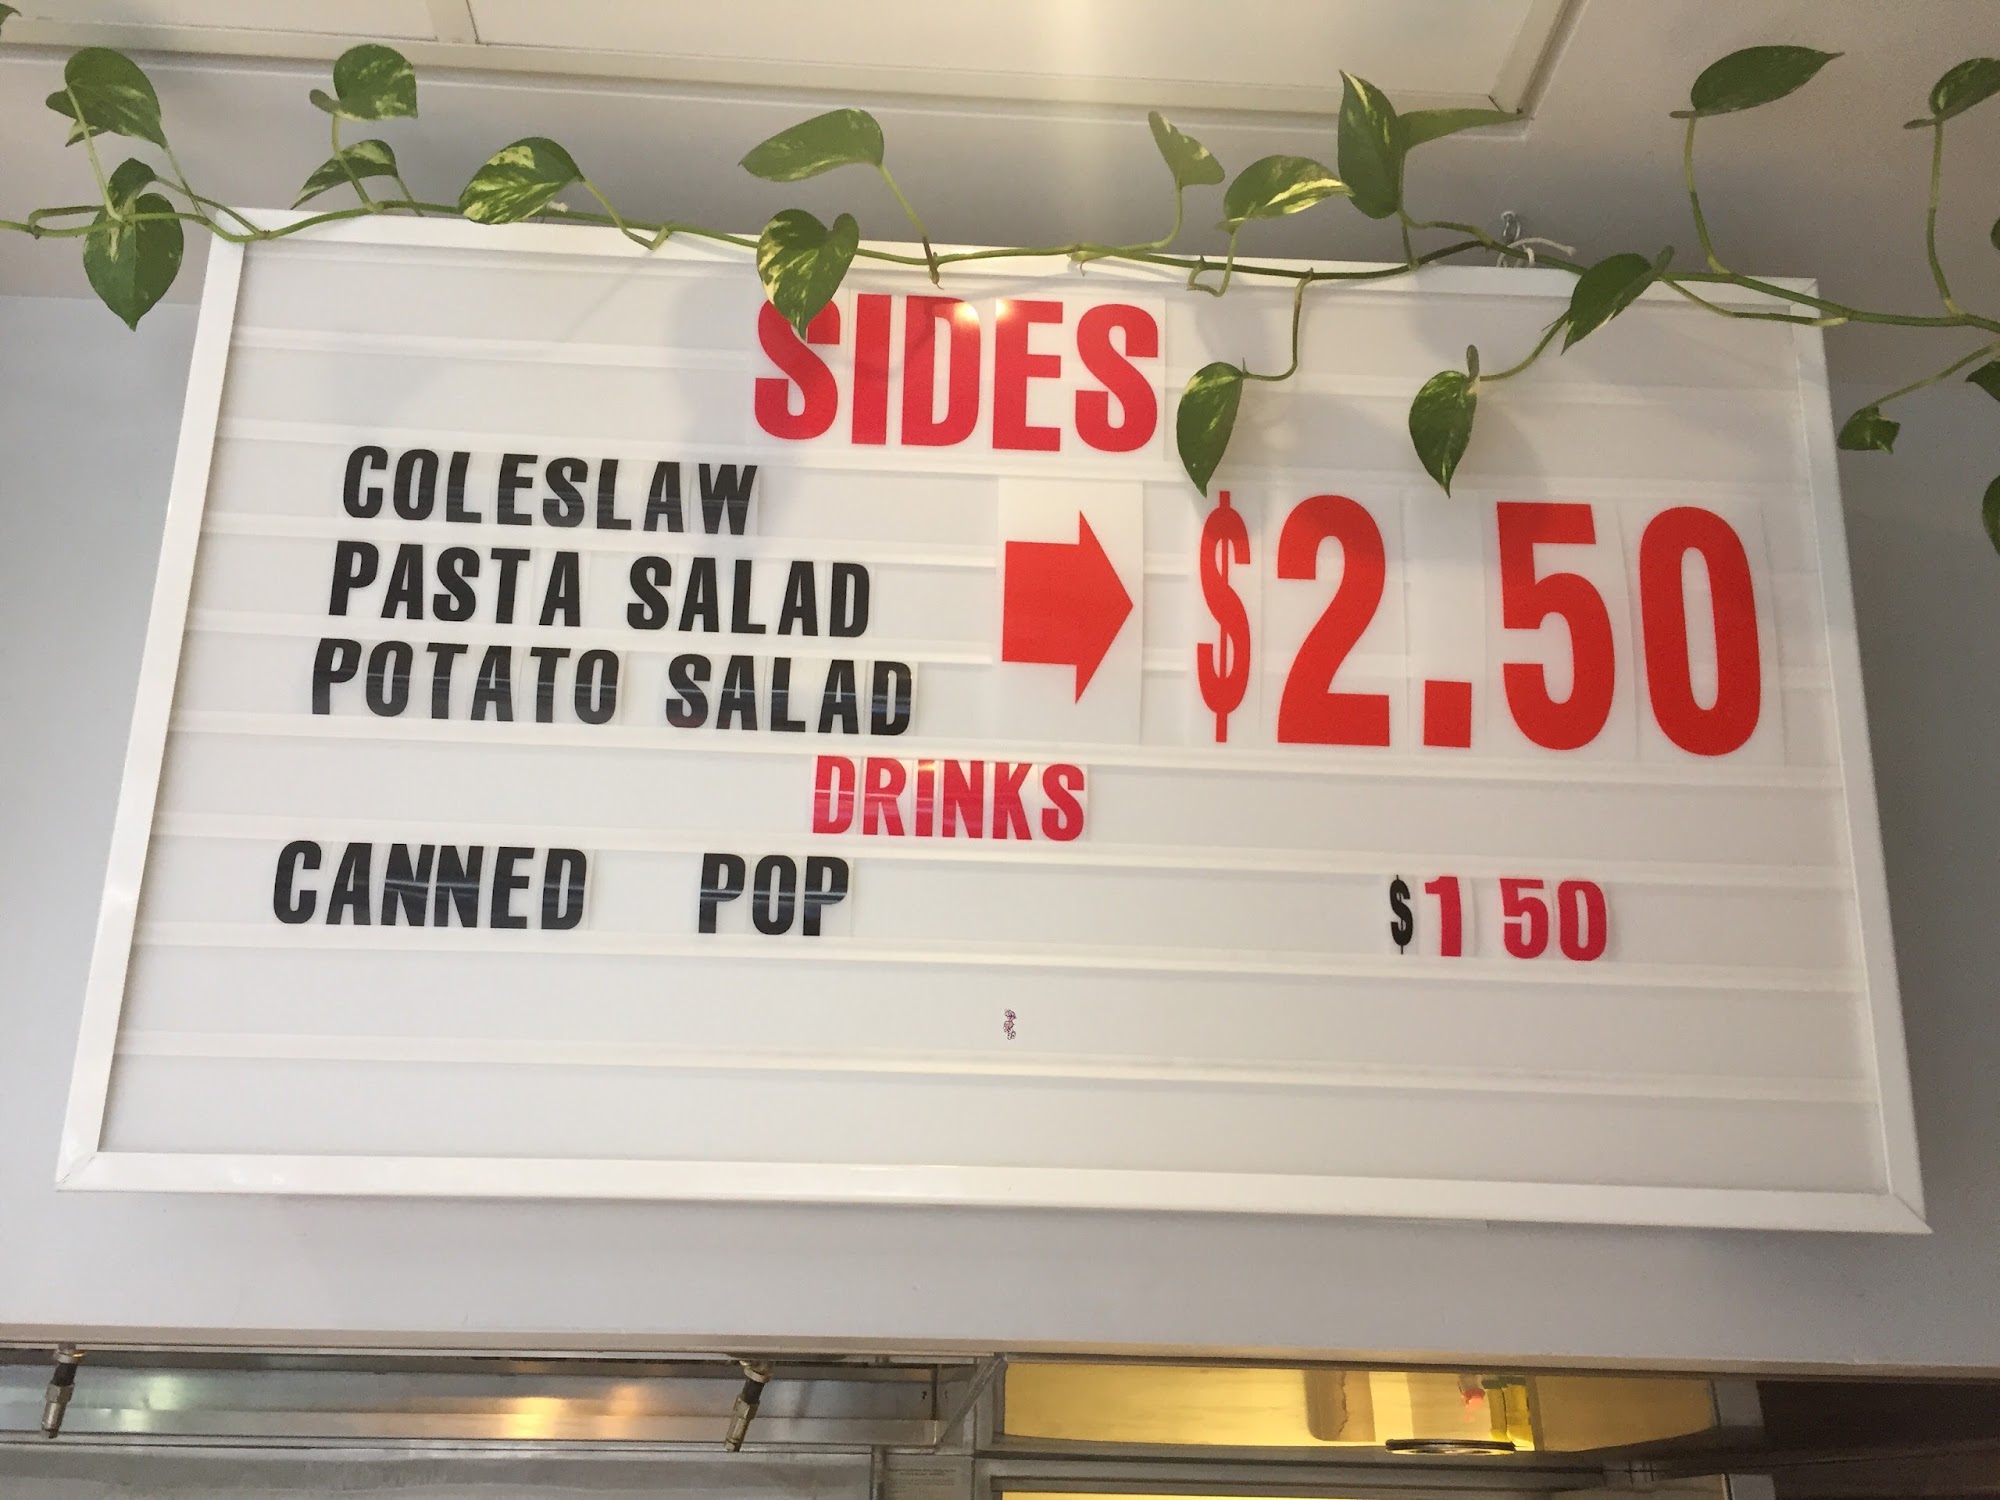 SIDES
COLESLAW
PASTA SALAD
POTATO SALAD
$2.50
DRINKS
CANNED POP $1 50